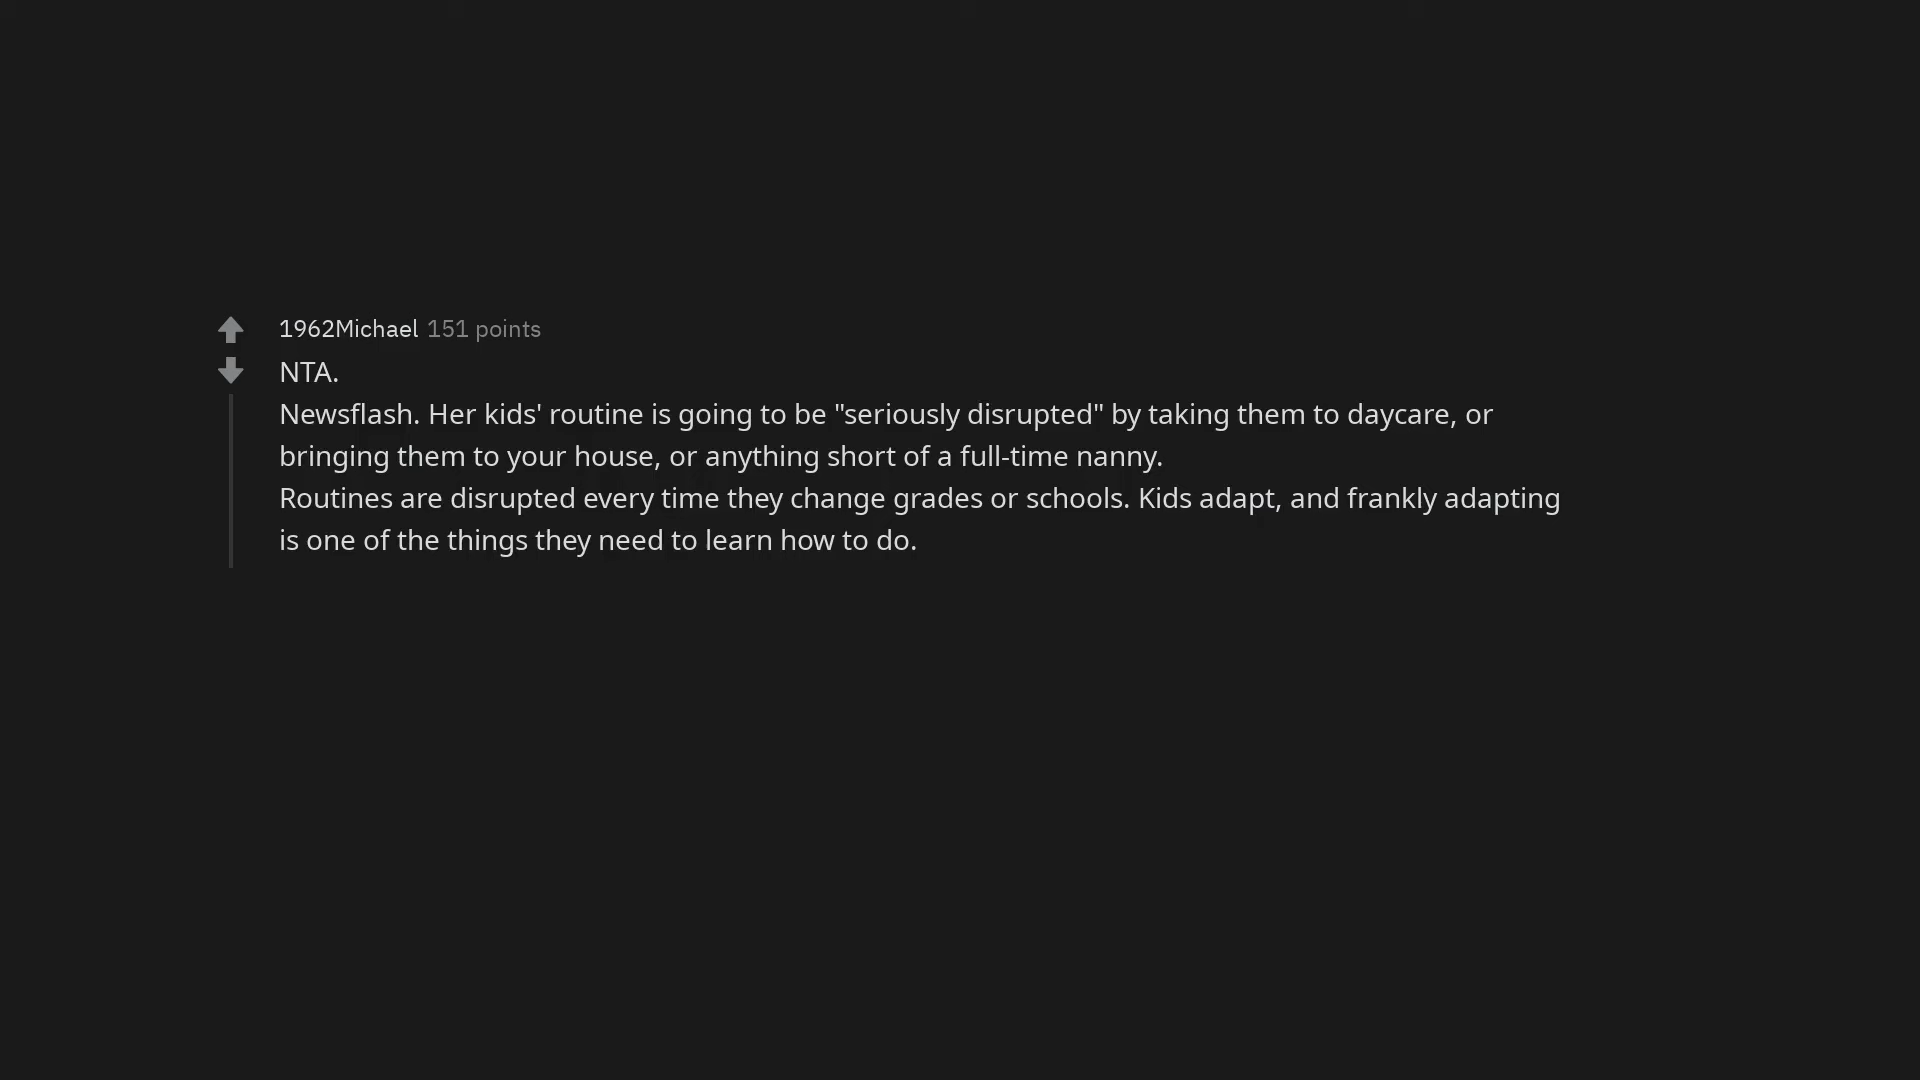 1962Michael 151 points
NTA.
Newsflash. Her kids' routine is going to be "seriously disrupted" by taking them to daycare, or
bringing them to your house, or anything short of a full-time nanny.
Routines are disrupted every time they change grades or schools. Kids adapt, and frankly adapting
is one of the things they need to learn how to do.